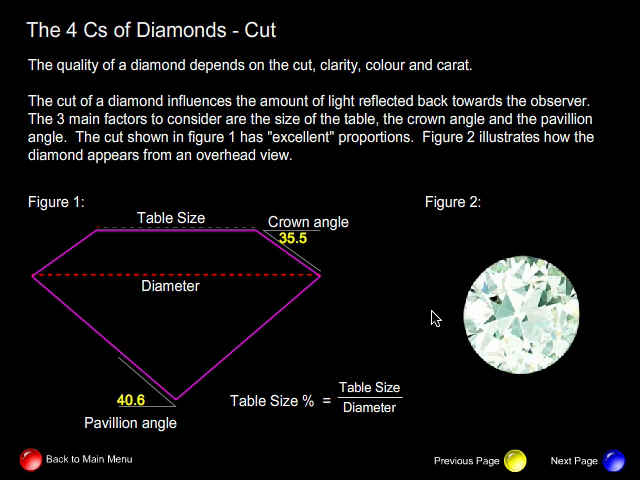 The 4 Cs of Diamonds - Cut
The quality of a diamond depends on the cut, clarity, colour and carat.
The cut of a diamond influences the amount of light reflected back towards the observer.
The 3 main factors to consider are the size of the table, the crown angle and the pavillion
angle. The cut shown in figure 1 has "excellent" proportions. Figure 2 illustrates how the
diamond appears from an overhead view.
Figure 1:
Figure 2:
Table Size
Crown angle
35.5
Diameter
40.6
Pavillion angle
Table Size % = Table Size
Diameter
Back to Main Menu
Previous Page
Next Page